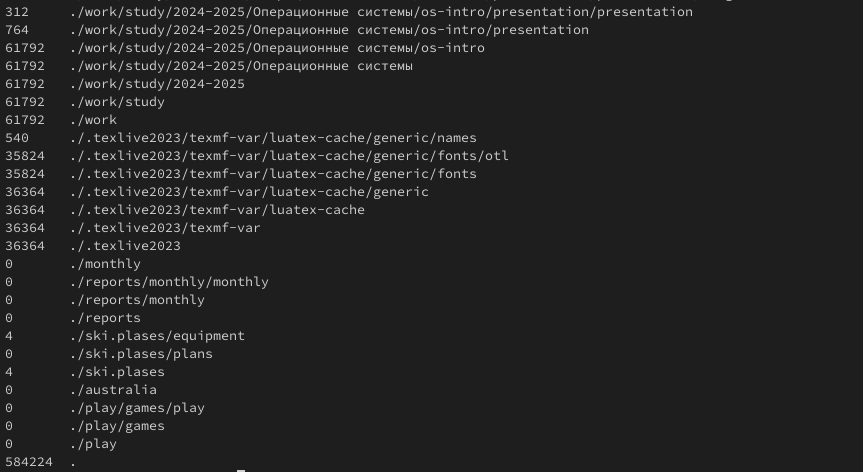 312 ./work/study/2024-2025/Операционные системы/os-intro/presentation/presentation
764 ./work/study/2024-2025/Операционные системы/os-intro/presentation
61792 ./work/study/2024-2025/Операционные системы/os-intro
61792 ./work/study/2024-2025/Операционные системы
61792 ./work/study/2024-2025
61792 ./work/study
61792 ./work
540 ./.texlive2023/texmf-var/luatex-cache/generic/names
35824 ./.texlive2023/texmf-var/luatex-cache/generic/fonts/otl
35824 ./.texlive2023/texmf-var/luatex-cache/generic/fonts
36364 ./.texlive2023/texmf-var/luatex-cache/generic
36364 ./.texlive2023/texmf-var/luatex-cache
36364 ./.texlive2023/texmf-var
36364 ./.texlive2023
0 ./monthly
0 ./reports/monthly/monthly
0 ./reports/monthly
0 ./reports
4 ./ski.plases/equipment
0 ./ski.plases/plans
4 ./ski.plases
0 ./australia
0 ./play/games/play
0 ./play/games
0 ./play
584224 .